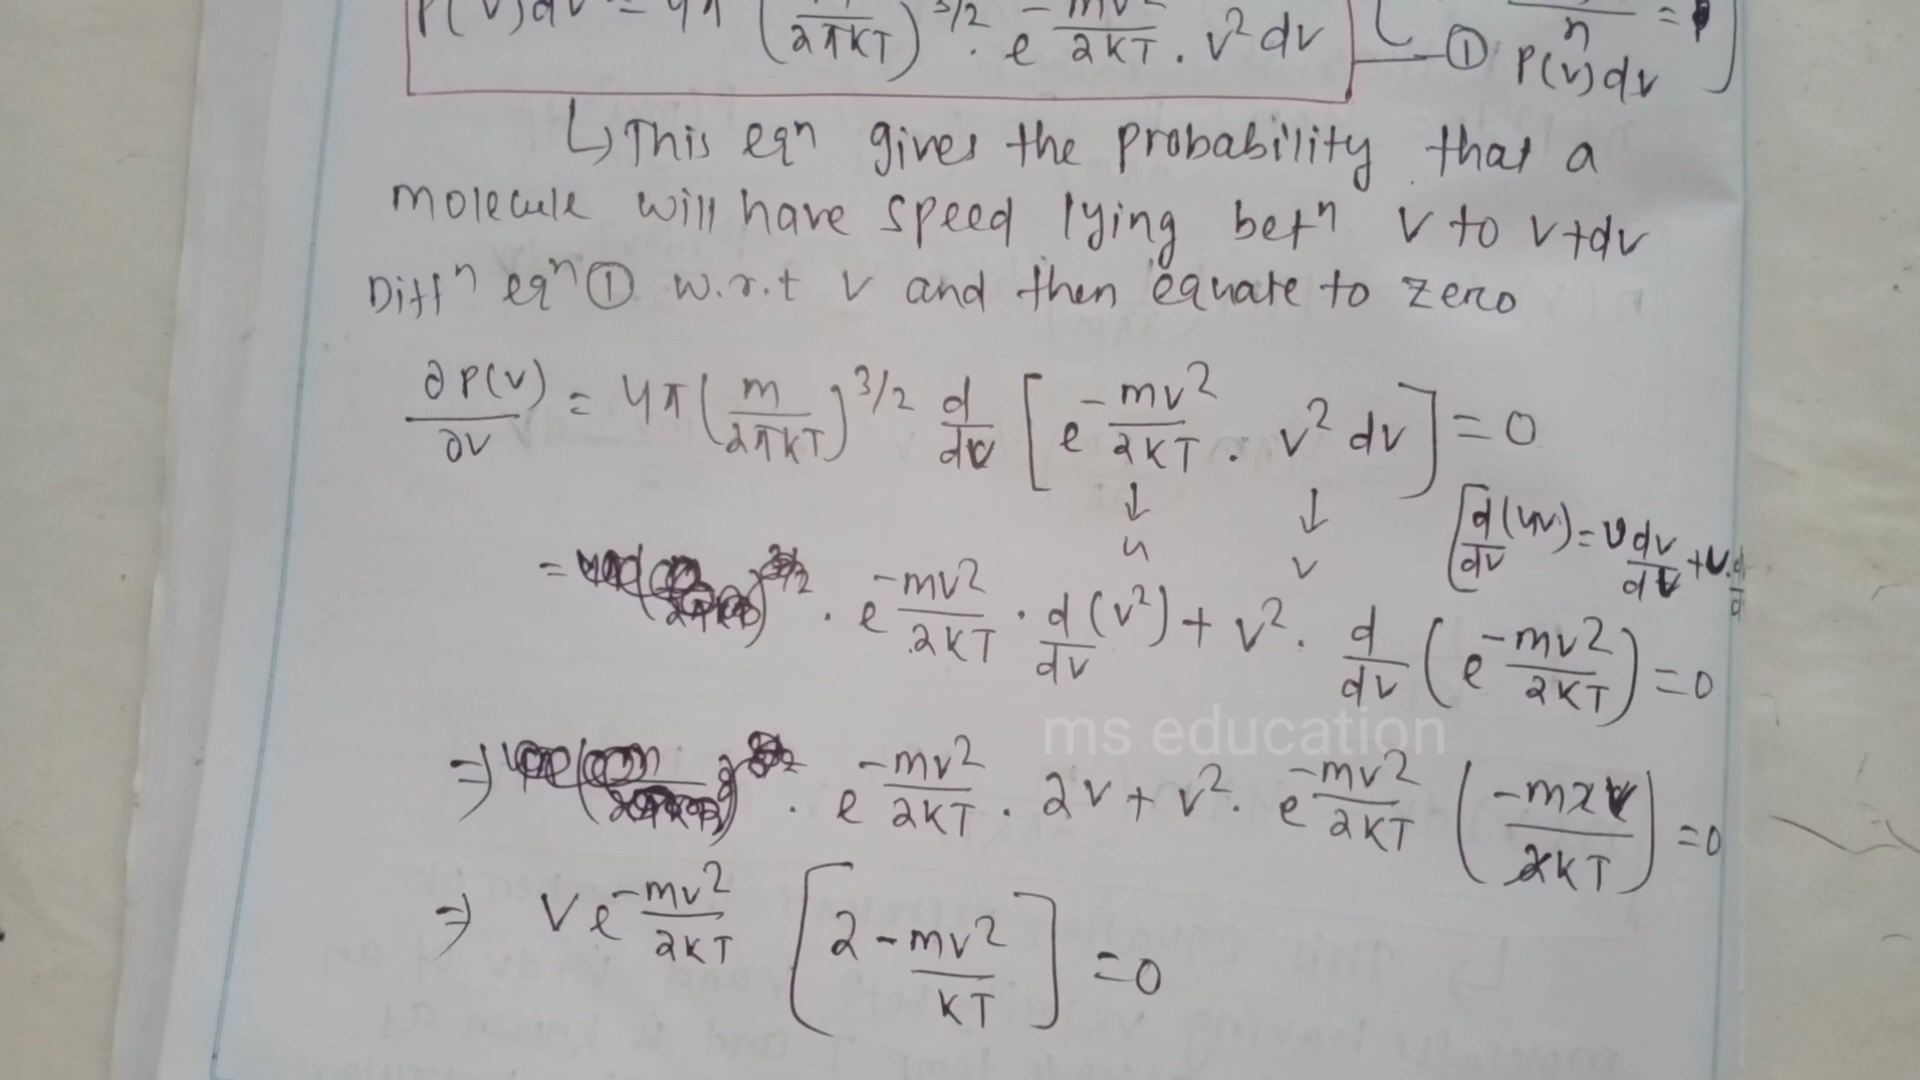 P(v)dv = 4π (m/2πKT)^3/2 . e^-mv²/2KT . v² dv — ①
n = P(v)dv
↳ This eqn gives the probability that a
molecule will have speed lying betn v to v+dv
Diffn eqn ① w.r.t v and then equate to zero
∂P(v)/∂v = 4π (m/2πKT)^3/2 d/dv [e^-mv²/2KT . v² dv] = 0
↓ ↓
u v
[d/dv (uv) = u dv/dv + v.
= . e^-mv²/2KT . d/dv (v²) + v² . d/dv (e^-mv²/2KT) = 0
⇒ . e^-mv²/2KT . 2v + v² . e^-mv²/2KT (-m2v/2KT) = 0
ms education
⇒ v e^-mv²/2KT [2 - mv²/KT] = 0